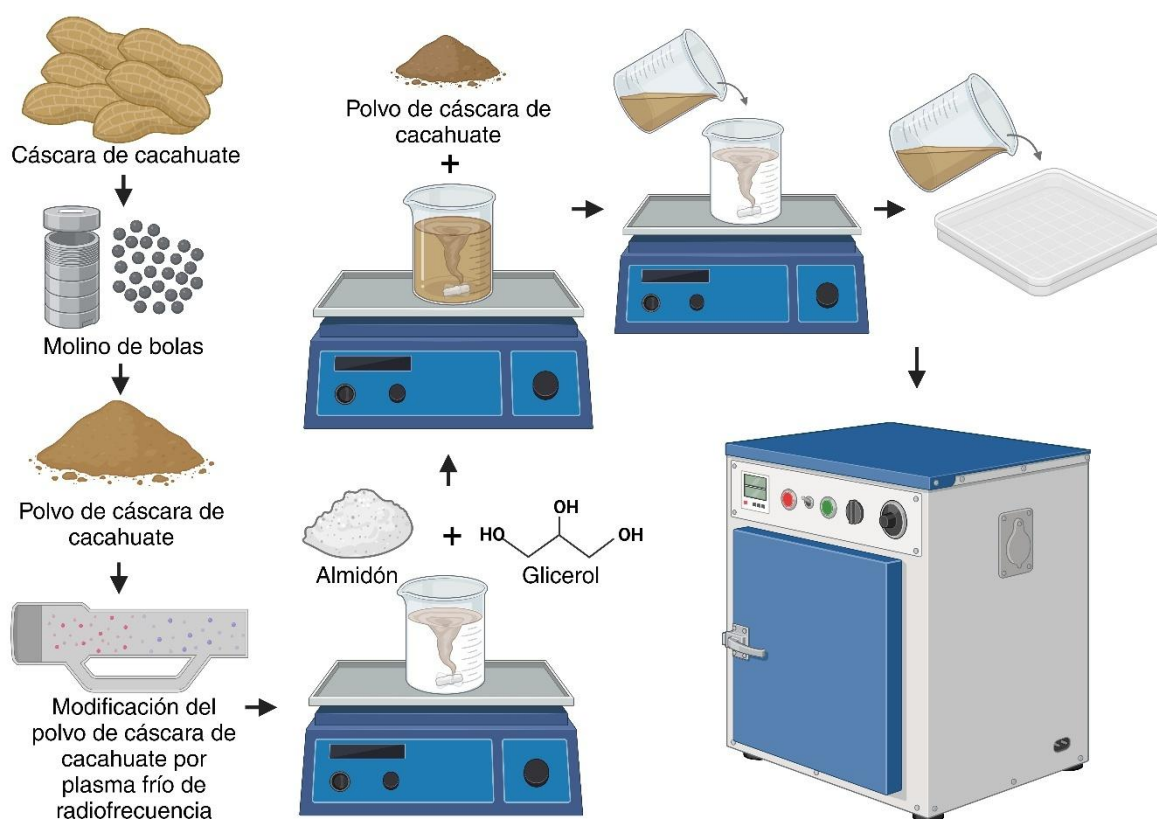 Cáscara de cacahuate
Molino de bolas
Polvo de cáscara de
cacahuate
Modificación del
polvo de cáscara de
cacahuate por
plasma frío de
radiofrecuencia
Almidón
+
HO
OH
OH
Glicerol
Polvo de cáscara de
cacahuate
+